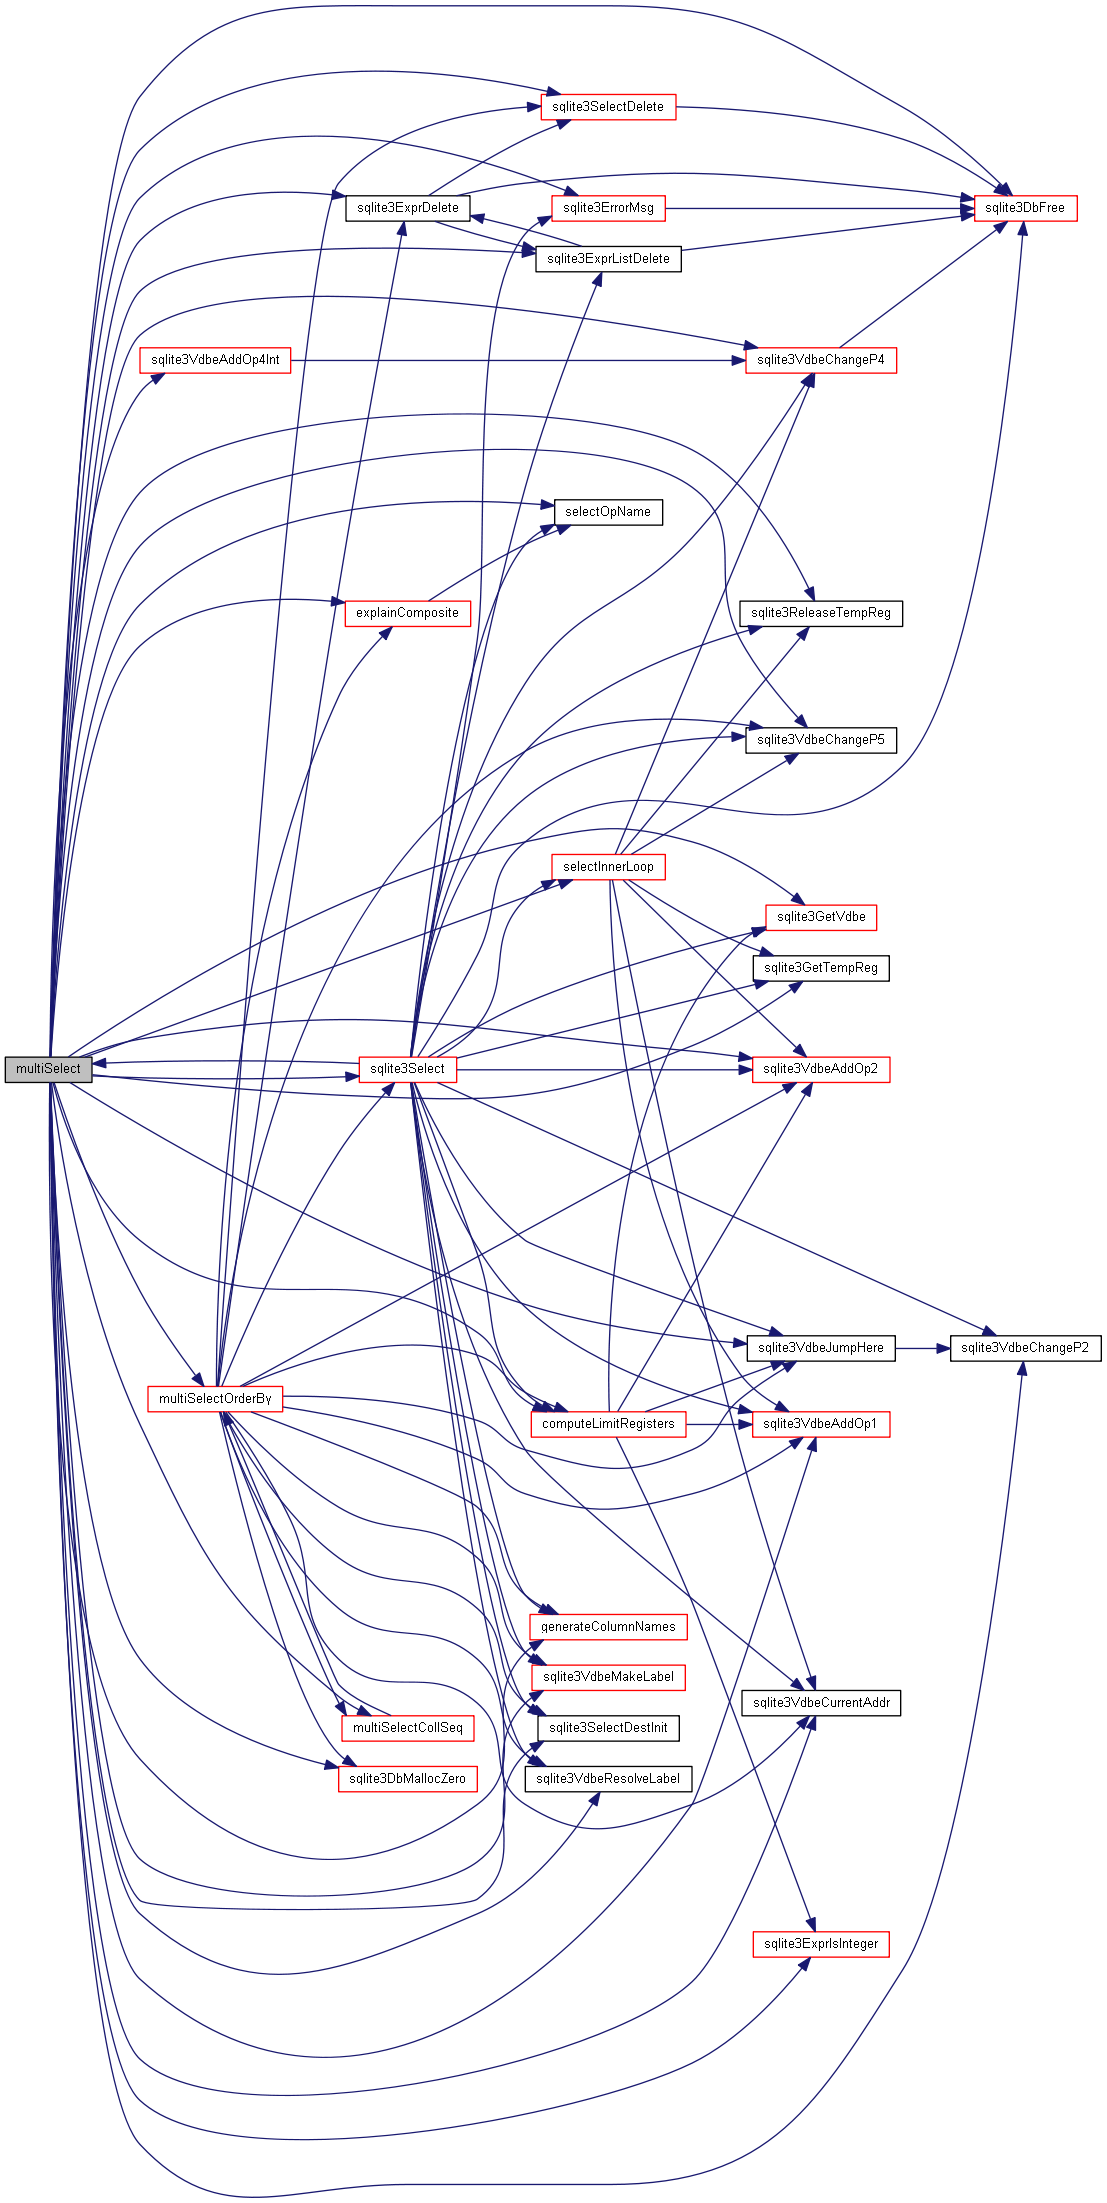 sqlite3SelectDelete
sqlite3ExprDelete
sqlite3ErrorMsg
sqlite3DbFree
sqlite3ExprListDelete
sqlite3VdbeAddOp4Int
sqlite3VdbeChangeP4
selectOpName
explainComposite
sqlite3ReleaseTempReg
sqlite3VdbeChangeP5
selectInnerLoop
sqlite3GetVdbe
sqlite3GetTempReg
multiSelect
sqlite3Select
sqlite3VdbeAddOp2
sqlite3VdbeJumpHere
sqlite3VdbeChangeP2
multiSelectOrderBy
computeLimitRegisters
sqlite3VdbeAddOp1
generateColumnNames
sqlite3VdbeMakeLabel
sqlite3VdbeCurrentAddr
multiSelectCollSeq
sqlite3SelectDestInit
sqlite3DbMallocZero
sqlite3VdbeResolveLabel
sqlite3ExprIsInteger